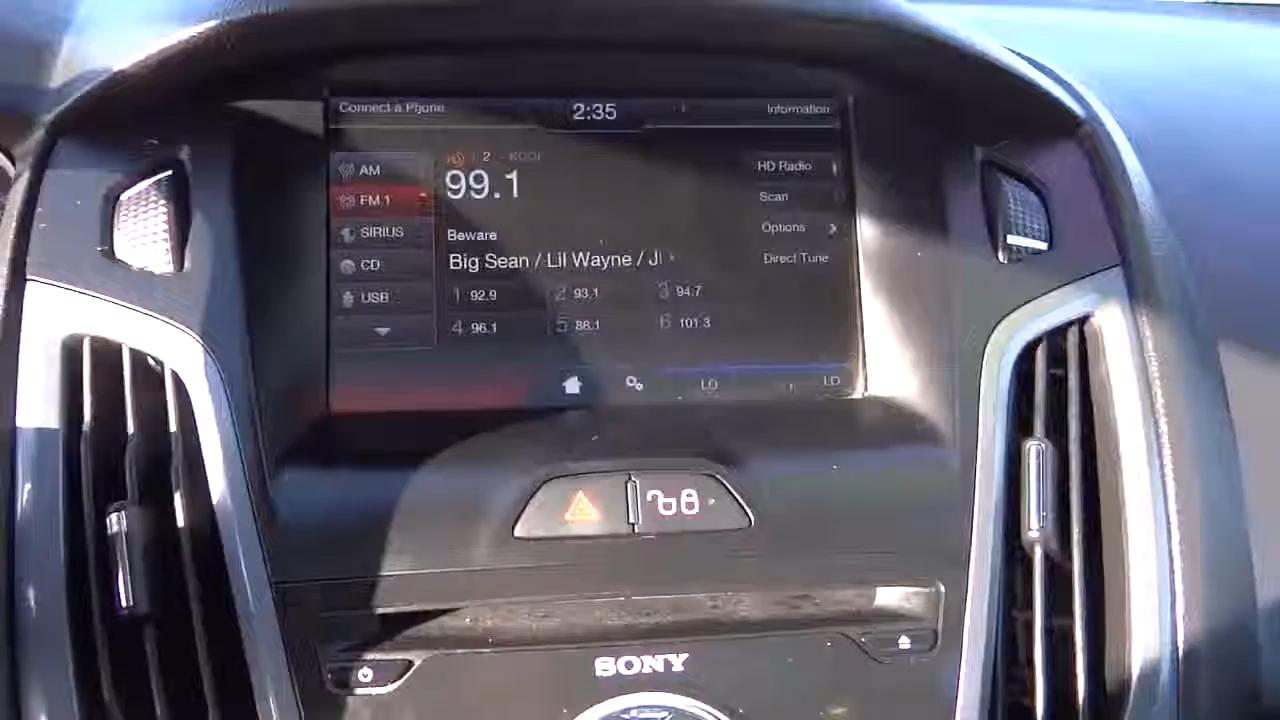 Connect a Phone
2:35
Information
AM
FM 1
SIRIUS
CD
USB
2
99.1
Beware
Big Sean / Lil Wayne / J
1 92.9
2 93.1
3 94.7
4 96.1
5 88.1
6 101.3
HD Radio
Scan
Options
Direct Tune
LO
LO
SONY